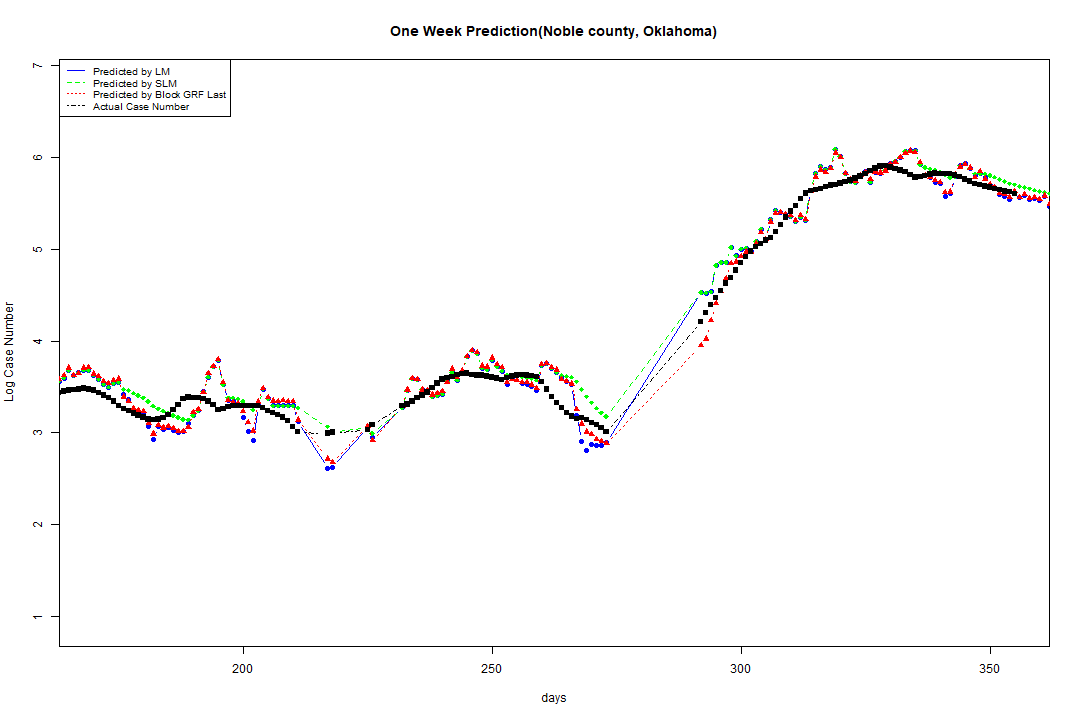 One Week Prediction(Noble county, Oklahoma)
Predicted by LM
Predicted by SLM
Predicted by Block GRF Last
Actual Case Number
7
6
5
4
3
2
1
Log Case Number
200 250 300 350
days